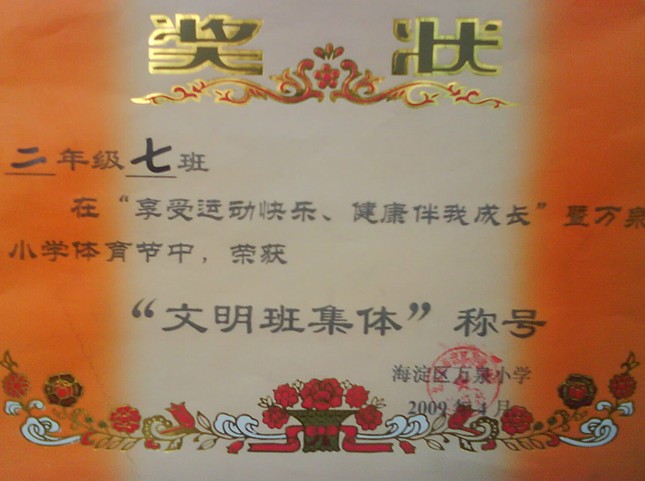 奖状
二年级七班
在“享受运动快乐、健康伴我成长”暨万泉
小学体育节中，荣获
“文明班集体”称号
海淀区万泉小学
2009年4月